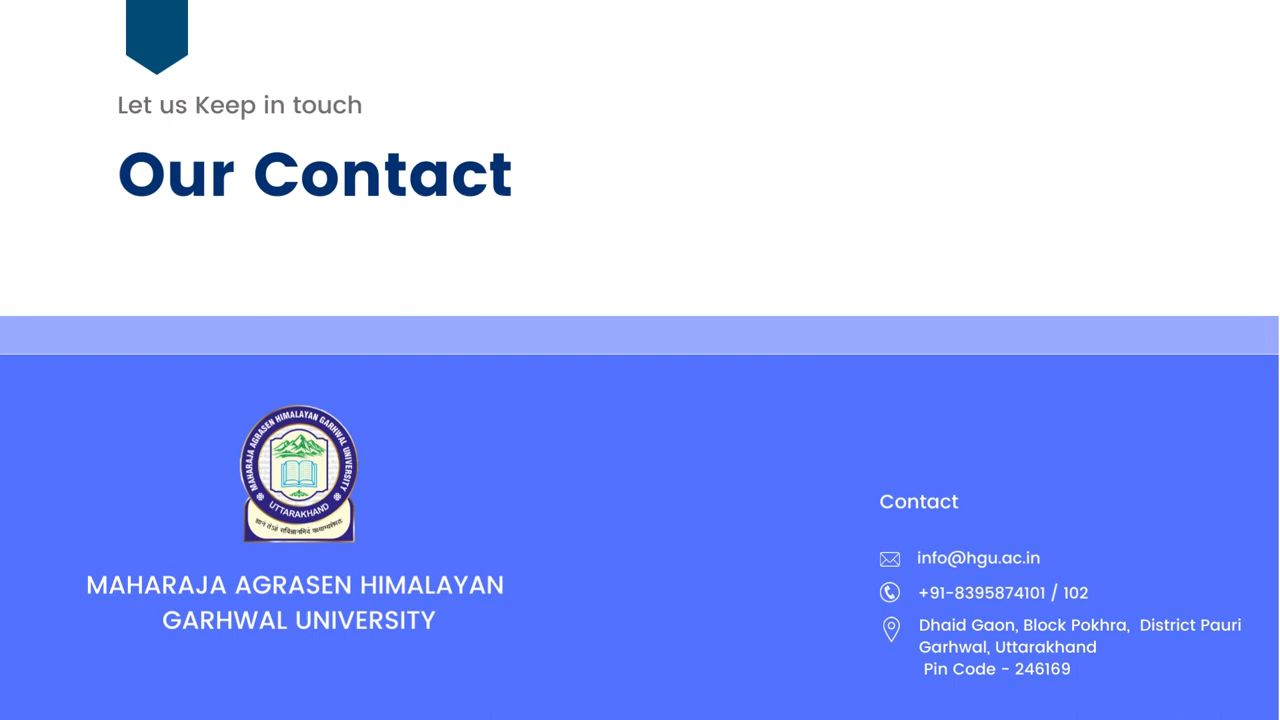 Let us Keep in touch
Our Contact
MAHARAJA AGRASEN HIMALAYAN GARHWAL UNIVERSITY
UTTARAKHAND
MAHARAJA AGRASEN HIMALAYAN
GARHWAL UNIVERSITY
Contact
info@hgu.ac.in
+91-8395874101 / 102
Dhaid Gaon, Block Pokhra, District Pauri
Garhwal, Uttarakhand
Pin Code - 246169